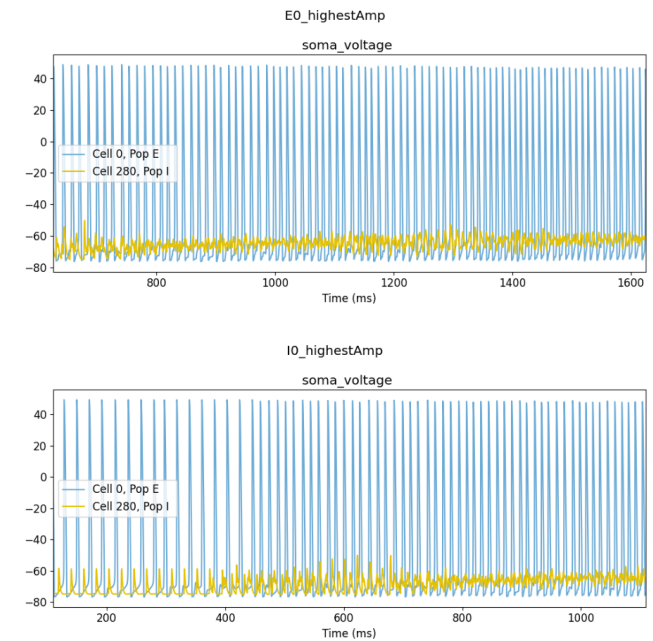 E0_highestAmp
soma_voltage
40
20
0
−20
−40
−60
−80
Cell 0, Pop E
Cell 280, Pop I
800 1000 1200 1400 1600
Time (ms)
I0_highestAmp
soma_voltage
40
20
0
−20
−40
−60
−80
Cell 0, Pop E
Cell 280, Pop I
200 400 600 800 1000
Time (ms)